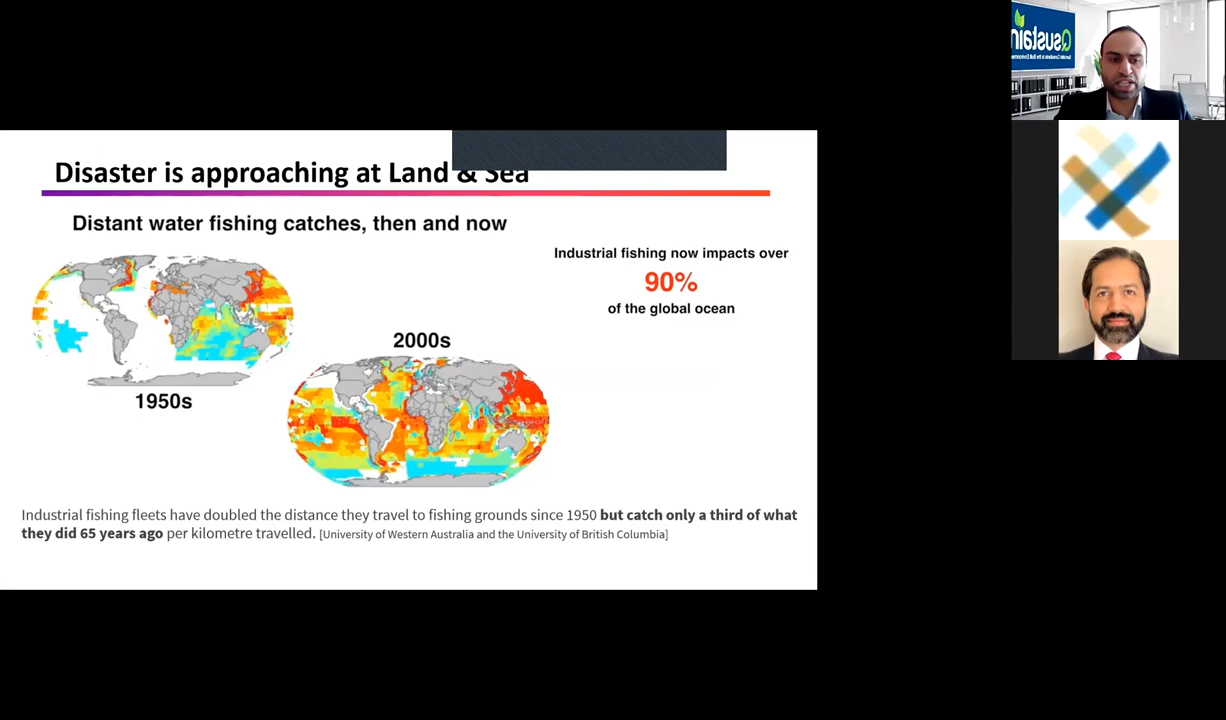 Disaster is approaching at Land & Sea
Distant water fishing catches, then and now
Industrial fishing now impacts over
90%
of the global ocean
2000s
1950s
Industrial fishing fleets have doubled the distance they travel to fishing grounds since 1950 but catch only a third of what
they did 65 years ago per kilometre travelled. [University of Western Australia and the University of British Columbia]
Qsustain